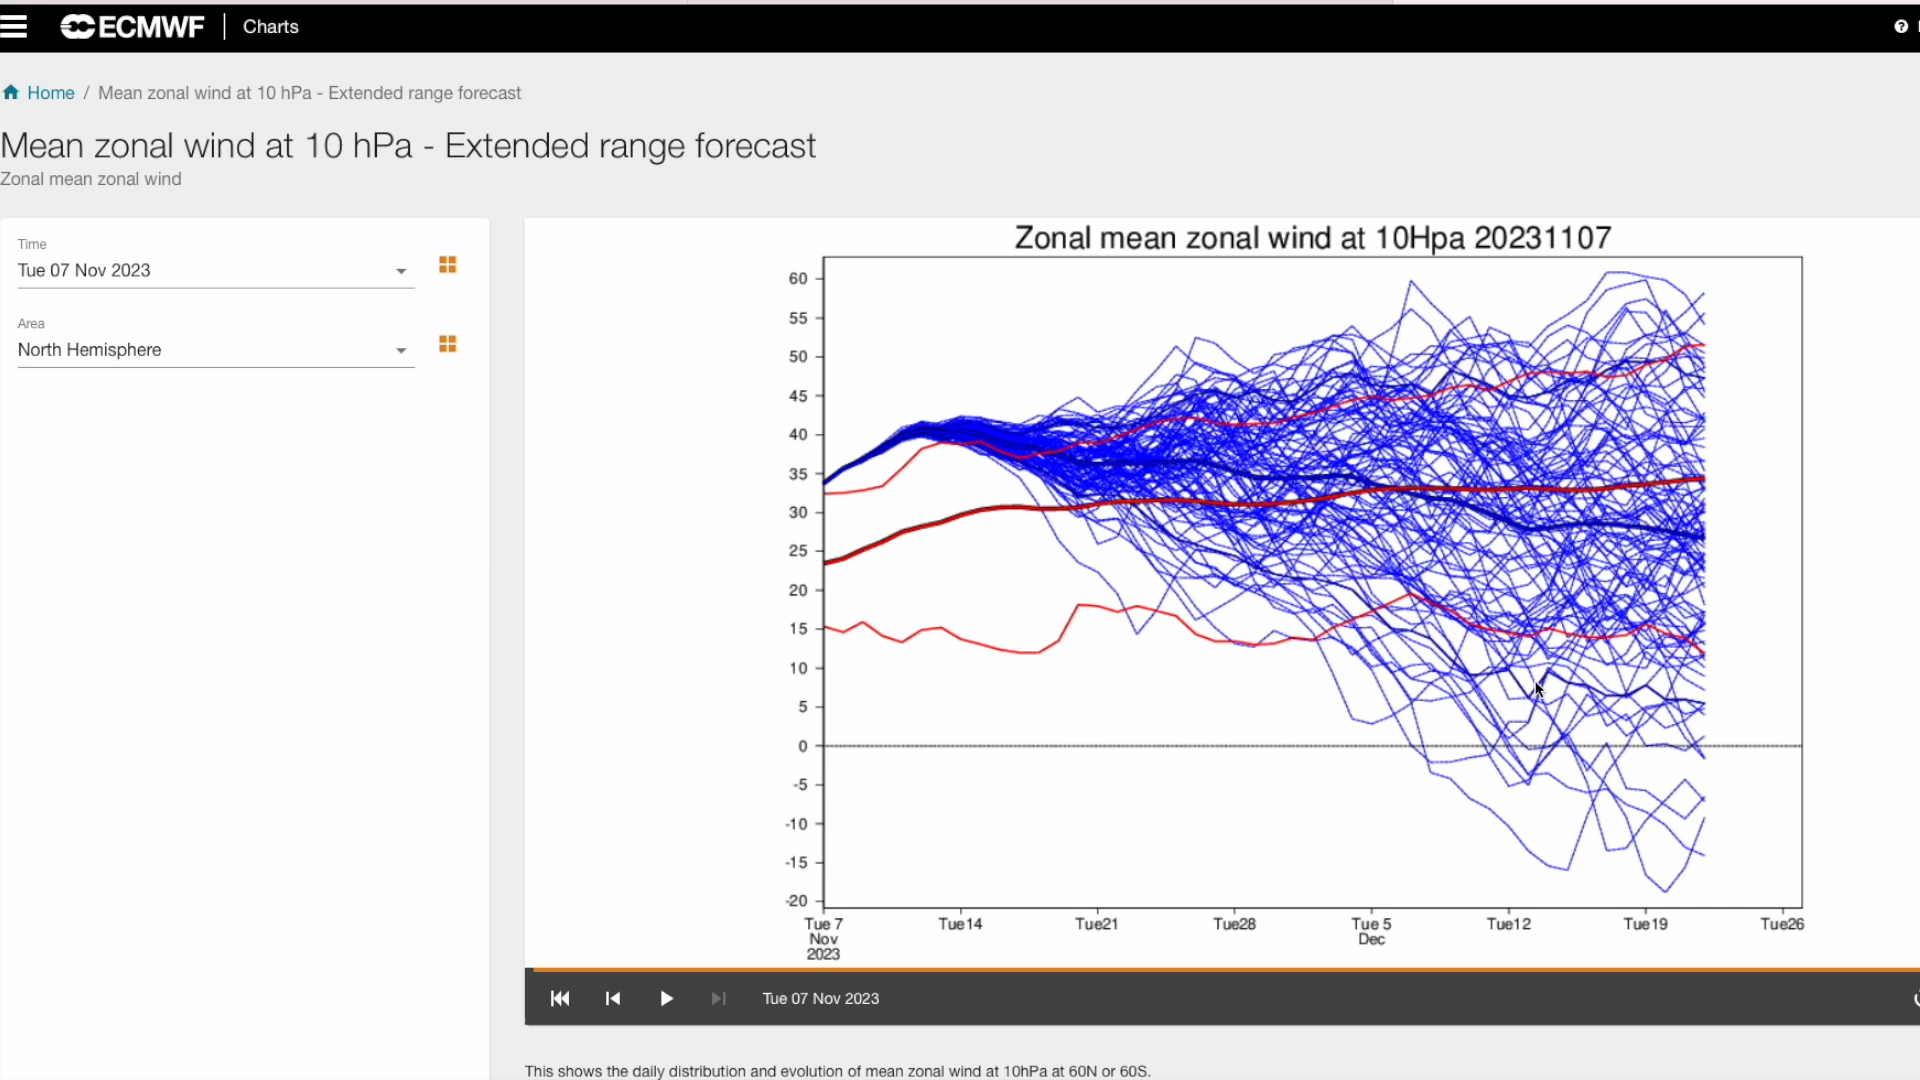 ECMWF Charts
Home / Mean zonal wind at 10 hPa - Extended range forecast
Mean zonal wind at 10 hPa - Extended range forecast
Zonal mean zonal wind
Time
Tue 07 Nov 2023
Area
North Hemisphere
Zonal mean zonal wind at 10Hpa 20231107
60
55
50
45
40
35
30
25
20
15
10
5
0
-5
-10
-15
-20
Tue 7 Tue14 Tue21 Tue28 Tue 5 Tue12 Tue19 Tue26
Nov Dec
2023
Tue 07 Nov 2023
This shows the daily distribution and evolution of mean zonal wind at 10hPa at 60N or 60S.